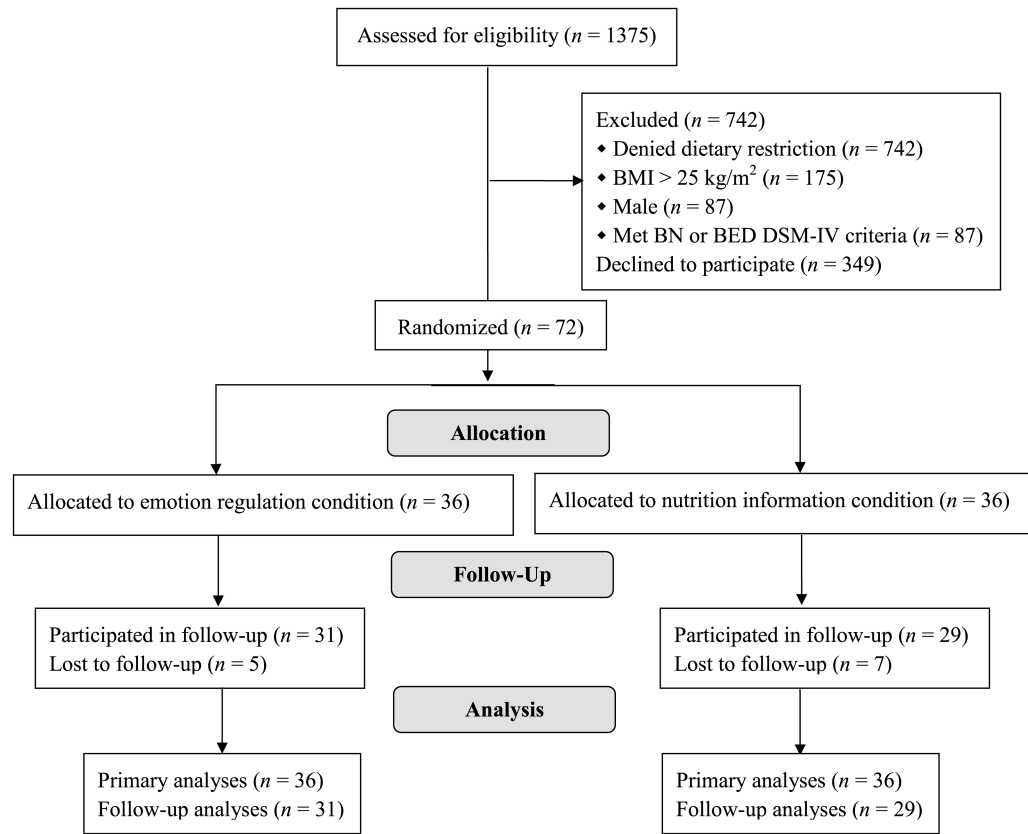 Assessed for eligibility (n = 1375)
Excluded (n = 742)
◆ Denied dietary restriction (n = 742)
◆ BMI > 25 kg/m² (n = 175)
◆ Male (n = 87)
◆ Met BN or BED DSM-IV criteria (n = 87)
Declined to participate (n = 349)
Randomized (n = 72)
Allocation
Allocated to emotion regulation condition (n = 36)
Allocated to nutrition information condition (n = 36)
Follow-Up
Participated in follow-up (n = 31)
Lost to follow-up (n = 5)
Participated in follow-up (n = 29)
Lost to follow-up (n = 7)
Analysis
Primary analyses (n = 36)
Follow-up analyses (n = 31)
Primary analyses (n = 36)
Follow-up analyses (n = 29)